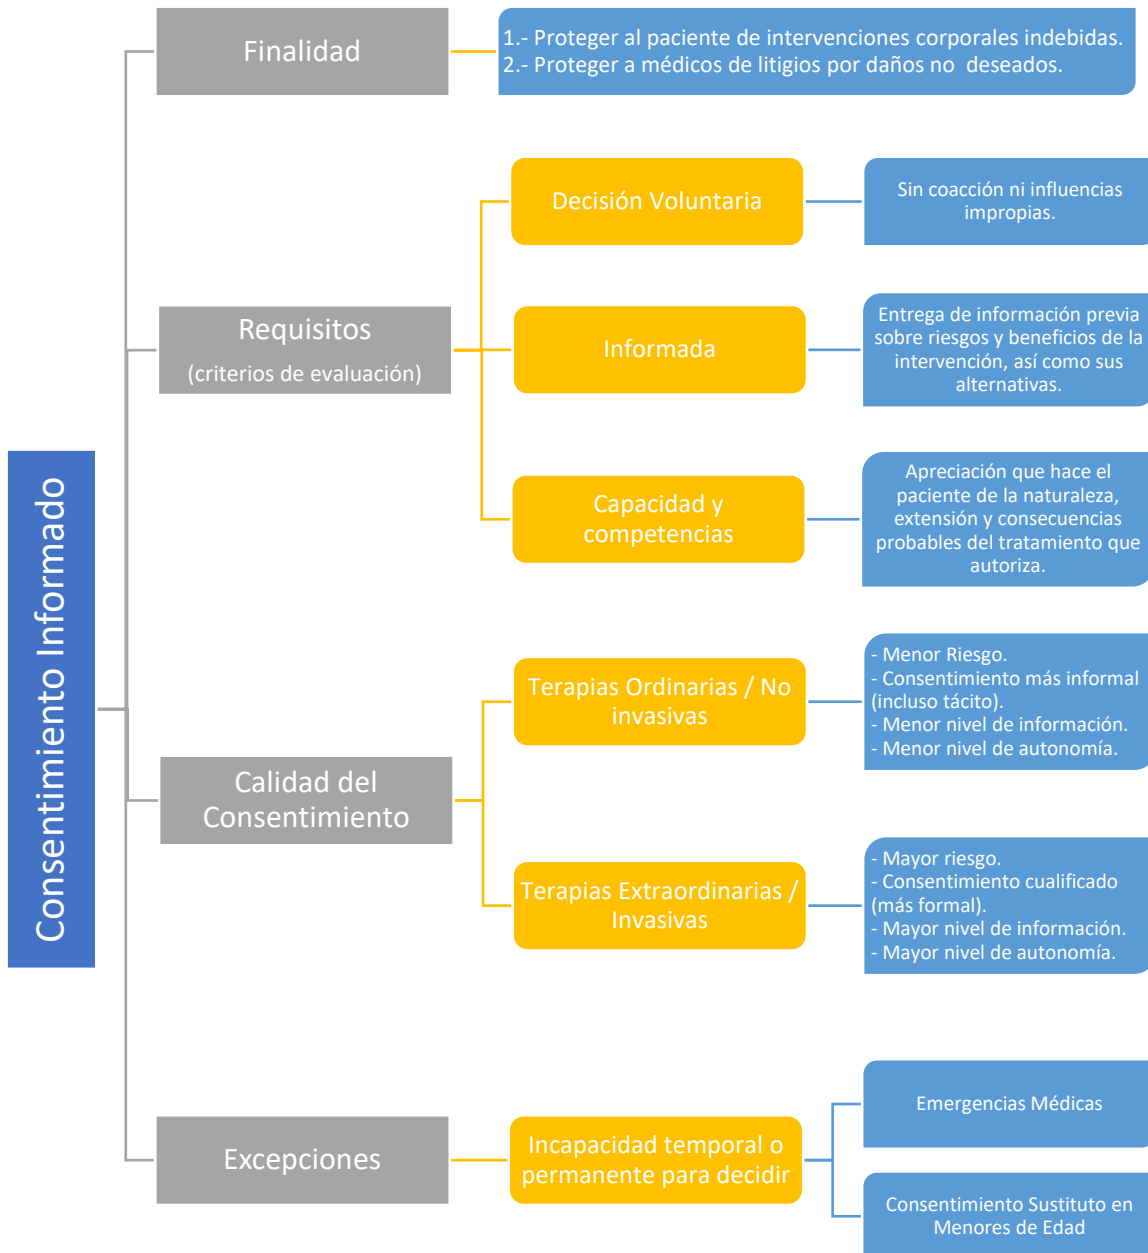 Consentimiento Informado
Finalidad
1.- Proteger al paciente de intervenciones corporales indebidas.
2.- Proteger a médicos de litigios por daños no  deseados.
Requisitos
(criterios de evaluación)
Decisión Voluntaria
Sin coacción ni influencias
impropias.
Informada
Entrega de información previa
sobre riesgos y beneficios de la
intervención, así como sus
alternativas.
Capacidad y
competencias
Apreciación que hace el
paciente de la naturaleza,
extensión y consecuencias
probables del tratamiento que
autoriza.
Calidad del
Consentimiento
Terapias Ordinarias / No
invasivas
- Menor Riesgo.
- Consentimiento más informal
(incluso tácito).
- Menor nivel de información.
- Menor nivel de autonomía.
Terapias Extraordinarias /
Invasivas
- Mayor riesgo.
- Consentimiento cualificado
(más formal).
- Mayor nivel de información.
- Mayor nivel de autonomía.
Excepciones
Incapacidad temporal o
permanente para decidir
Emergencias Médicas
Consentimiento Sustituto en
Menores de Edad